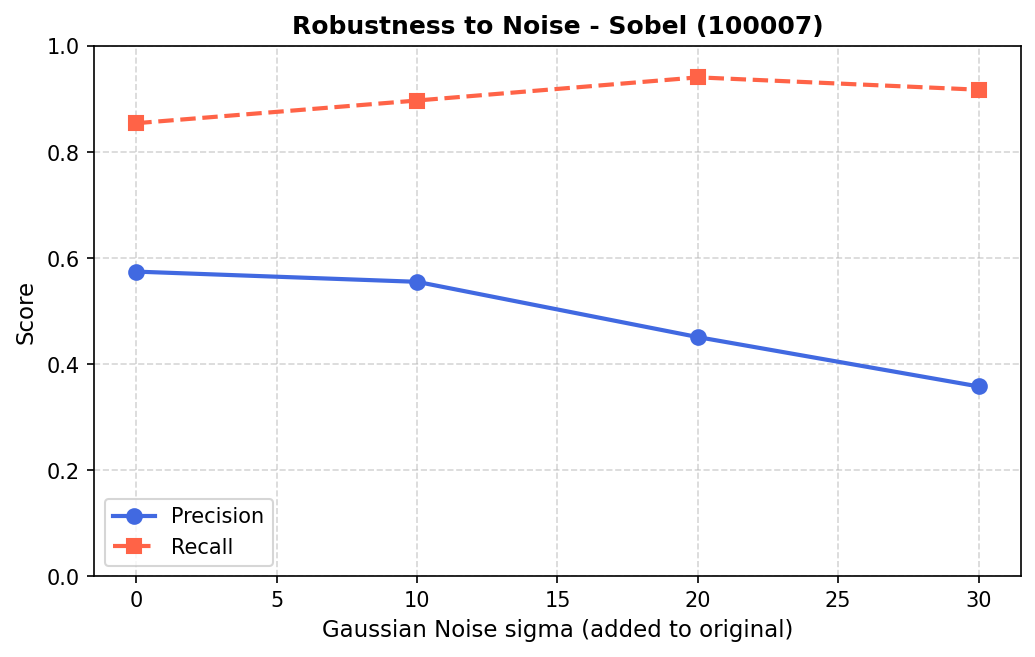 Robustness to Noise - Sobel (100007)
1.0
0.8
0.6
0.4
0.2
0.0
Score
Precision
Recall
0 5 10 15 20 25 30
Gaussian Noise sigma (added to original)